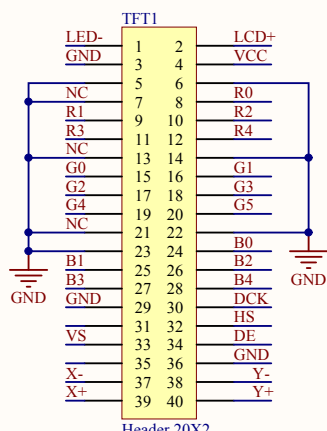 TFT1
LED- 1 2 LCD+
GND 3 4 VCC
5 6
NC 7 8 R0
R1 9 10 R2
R3 11 12 R4
NC 13 14
G0 15 16 G1
G2 17 18 G3
G4 19 20 G5
NC 21 22
23 24 B0
B1 25 26 B2
GND
B3 27 28 B4
GND
GND 29 30 DCK
31 32 HS
VS 33 34 DE
35 36 GND
X- 37 38 Y-
X+ 39 40 Y+
Header 20X2